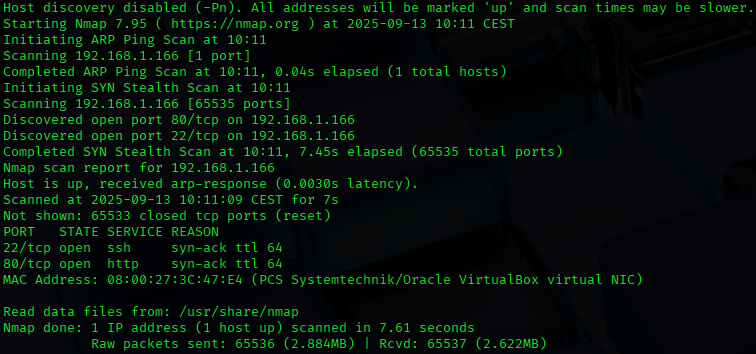 Host discovery disabled (-Pn). All addresses will be marked 'up' and scan times may be slower.
Starting Nmap 7.95 ( https://nmap.org ) at 2025-09-13 10:11 CEST
Initiating ARP Ping Scan at 10:11
Scanning 192.168.1.166 [1 port]
Completed ARP Ping Scan at 10:11, 0.04s elapsed (1 total hosts)
Initiating SYN Stealth Scan at 10:11
Scanning 192.168.1.166 [65535 ports]
Discovered open port 80/tcp on 192.168.1.166
Discovered open port 22/tcp on 192.168.1.166
Completed SYN Stealth Scan at 10:11, 7.45s elapsed (65535 total ports)
Nmap scan report for 192.168.1.166
Host is up, received arp-response (0.0030s latency).
Scanned at 2025-09-13 10:11:09 CEST for 7s
Not shown: 65533 closed tcp ports (reset)
PORT   STATE SERVICE REASON
22/tcp open  ssh     syn-ack ttl 64
80/tcp open  http    syn-ack ttl 64
MAC Address: 08:00:27:3C:47:E4 (PCS Systemtechnik/Oracle VirtualBox virtual NIC)

Read data files from: /usr/share/nmap
Nmap done: 1 IP address (1 host up) scanned in 7.61 seconds
           Raw packets sent: 65536 (2.884MB) | Rcvd: 65537 (2.622MB)